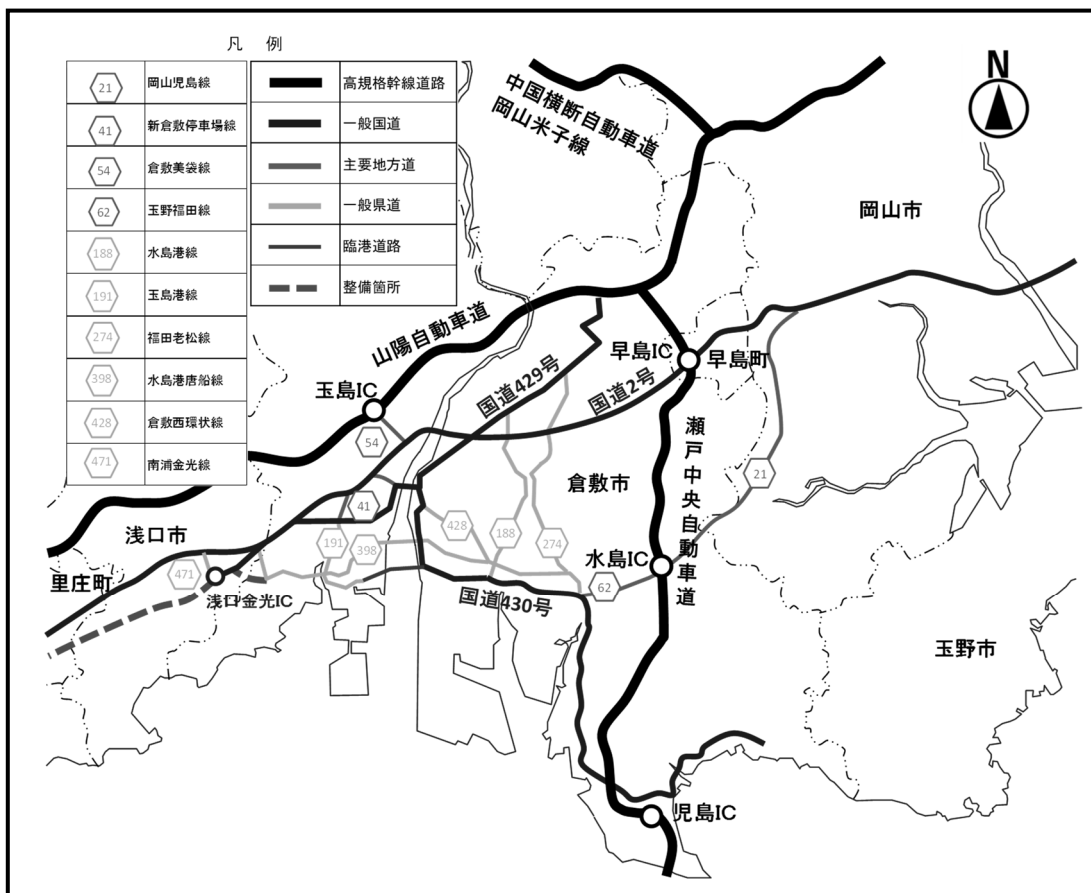 凡 例
21 岡山児島線
41 新倉敷停車場線
54 倉敷美袋線
62 玉野福田線
188 水島港線
191 玉島港線
274 福田老松線
398 水島港唐船線
428 倉敷西環状線
471 南浦金光線
高規格幹線道路
一般国道
主要地方道
一般県道
臨港道路
整備箇所
N
中国横断自動車道
岡山米子線
岡山市
山陽自動車道
早島IC
早島町
玉島IC
国道429号
国道2号
54
瀬戸中央自動車道
21
倉敷市
41
浅口市
428
188
191
398
274
水島IC
里庄町
471
浅口金光IC
62
国道430号
玉野市
児島IC